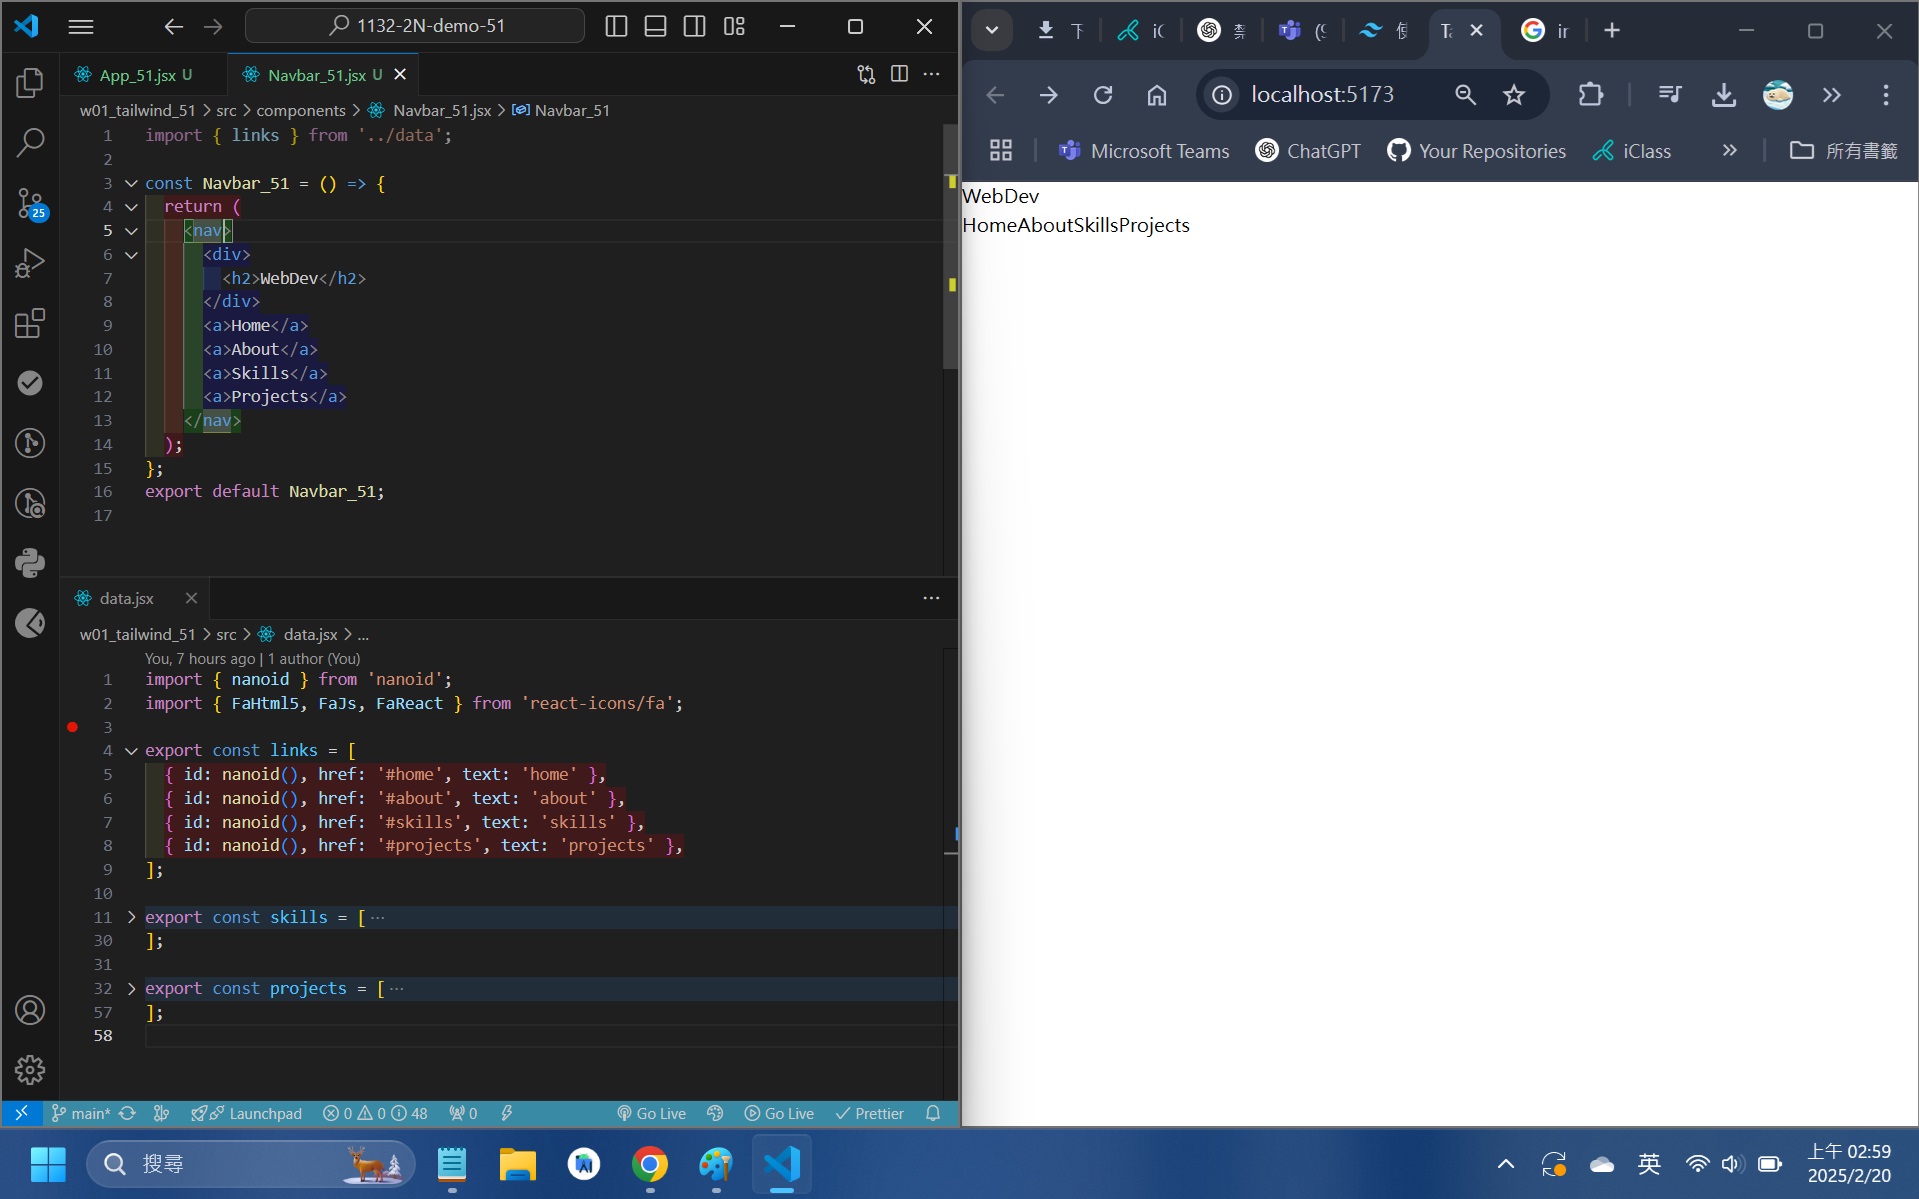 1132-2N-demo-51
App_51.jsx U
Navbar_51.jsx U
w01_tailwind_51 > src > components > Navbar_51.jsx > Navbar_51
1 import { links } from '../data';
2
3 const Navbar_51 = () => {
4 return (
5 <nav>
6 <div>
7 <h2>WebDev</h2>
8 </div>
9 <a>Home</a>
10 <a>About</a>
11 <a>Skills</a>
12 <a>Projects</a>
13 </nav>
14 );
15 };
16 export default Navbar_51;
17
data.jsx
w01_tailwind_51 > src > data.jsx > ...
You, 7 hours ago | 1 author (You)
1 import { nanoid } from 'nanoid';
2 import { FaHtml5, FaJs, FaReact } from 'react-icons/fa';
3
4 export const links = [
5 { id: nanoid(), href: '#home', text: 'home' },
6 { id: nanoid(), href: '#about', text: 'about' },
7 { id: nanoid(), href: '#skills', text: 'skills' },
8 { id: nanoid(), href: '#projects', text: 'projects' },
9 ];
10
11 export const skills = [ ···
30 ];
31
32 export const projects = [ ···
57 ];
58
25
main* Launchpad 0 0 48 0 Go Live Go Live Prettier
下 iC (9 Ta in
localhost:5173
Microsoft Teams ChatGPT Your Repositories iClass 所有書籤
WebDev
HomeAboutSkillsProjects
搜尋
英
上午 02:59
2025/2/20